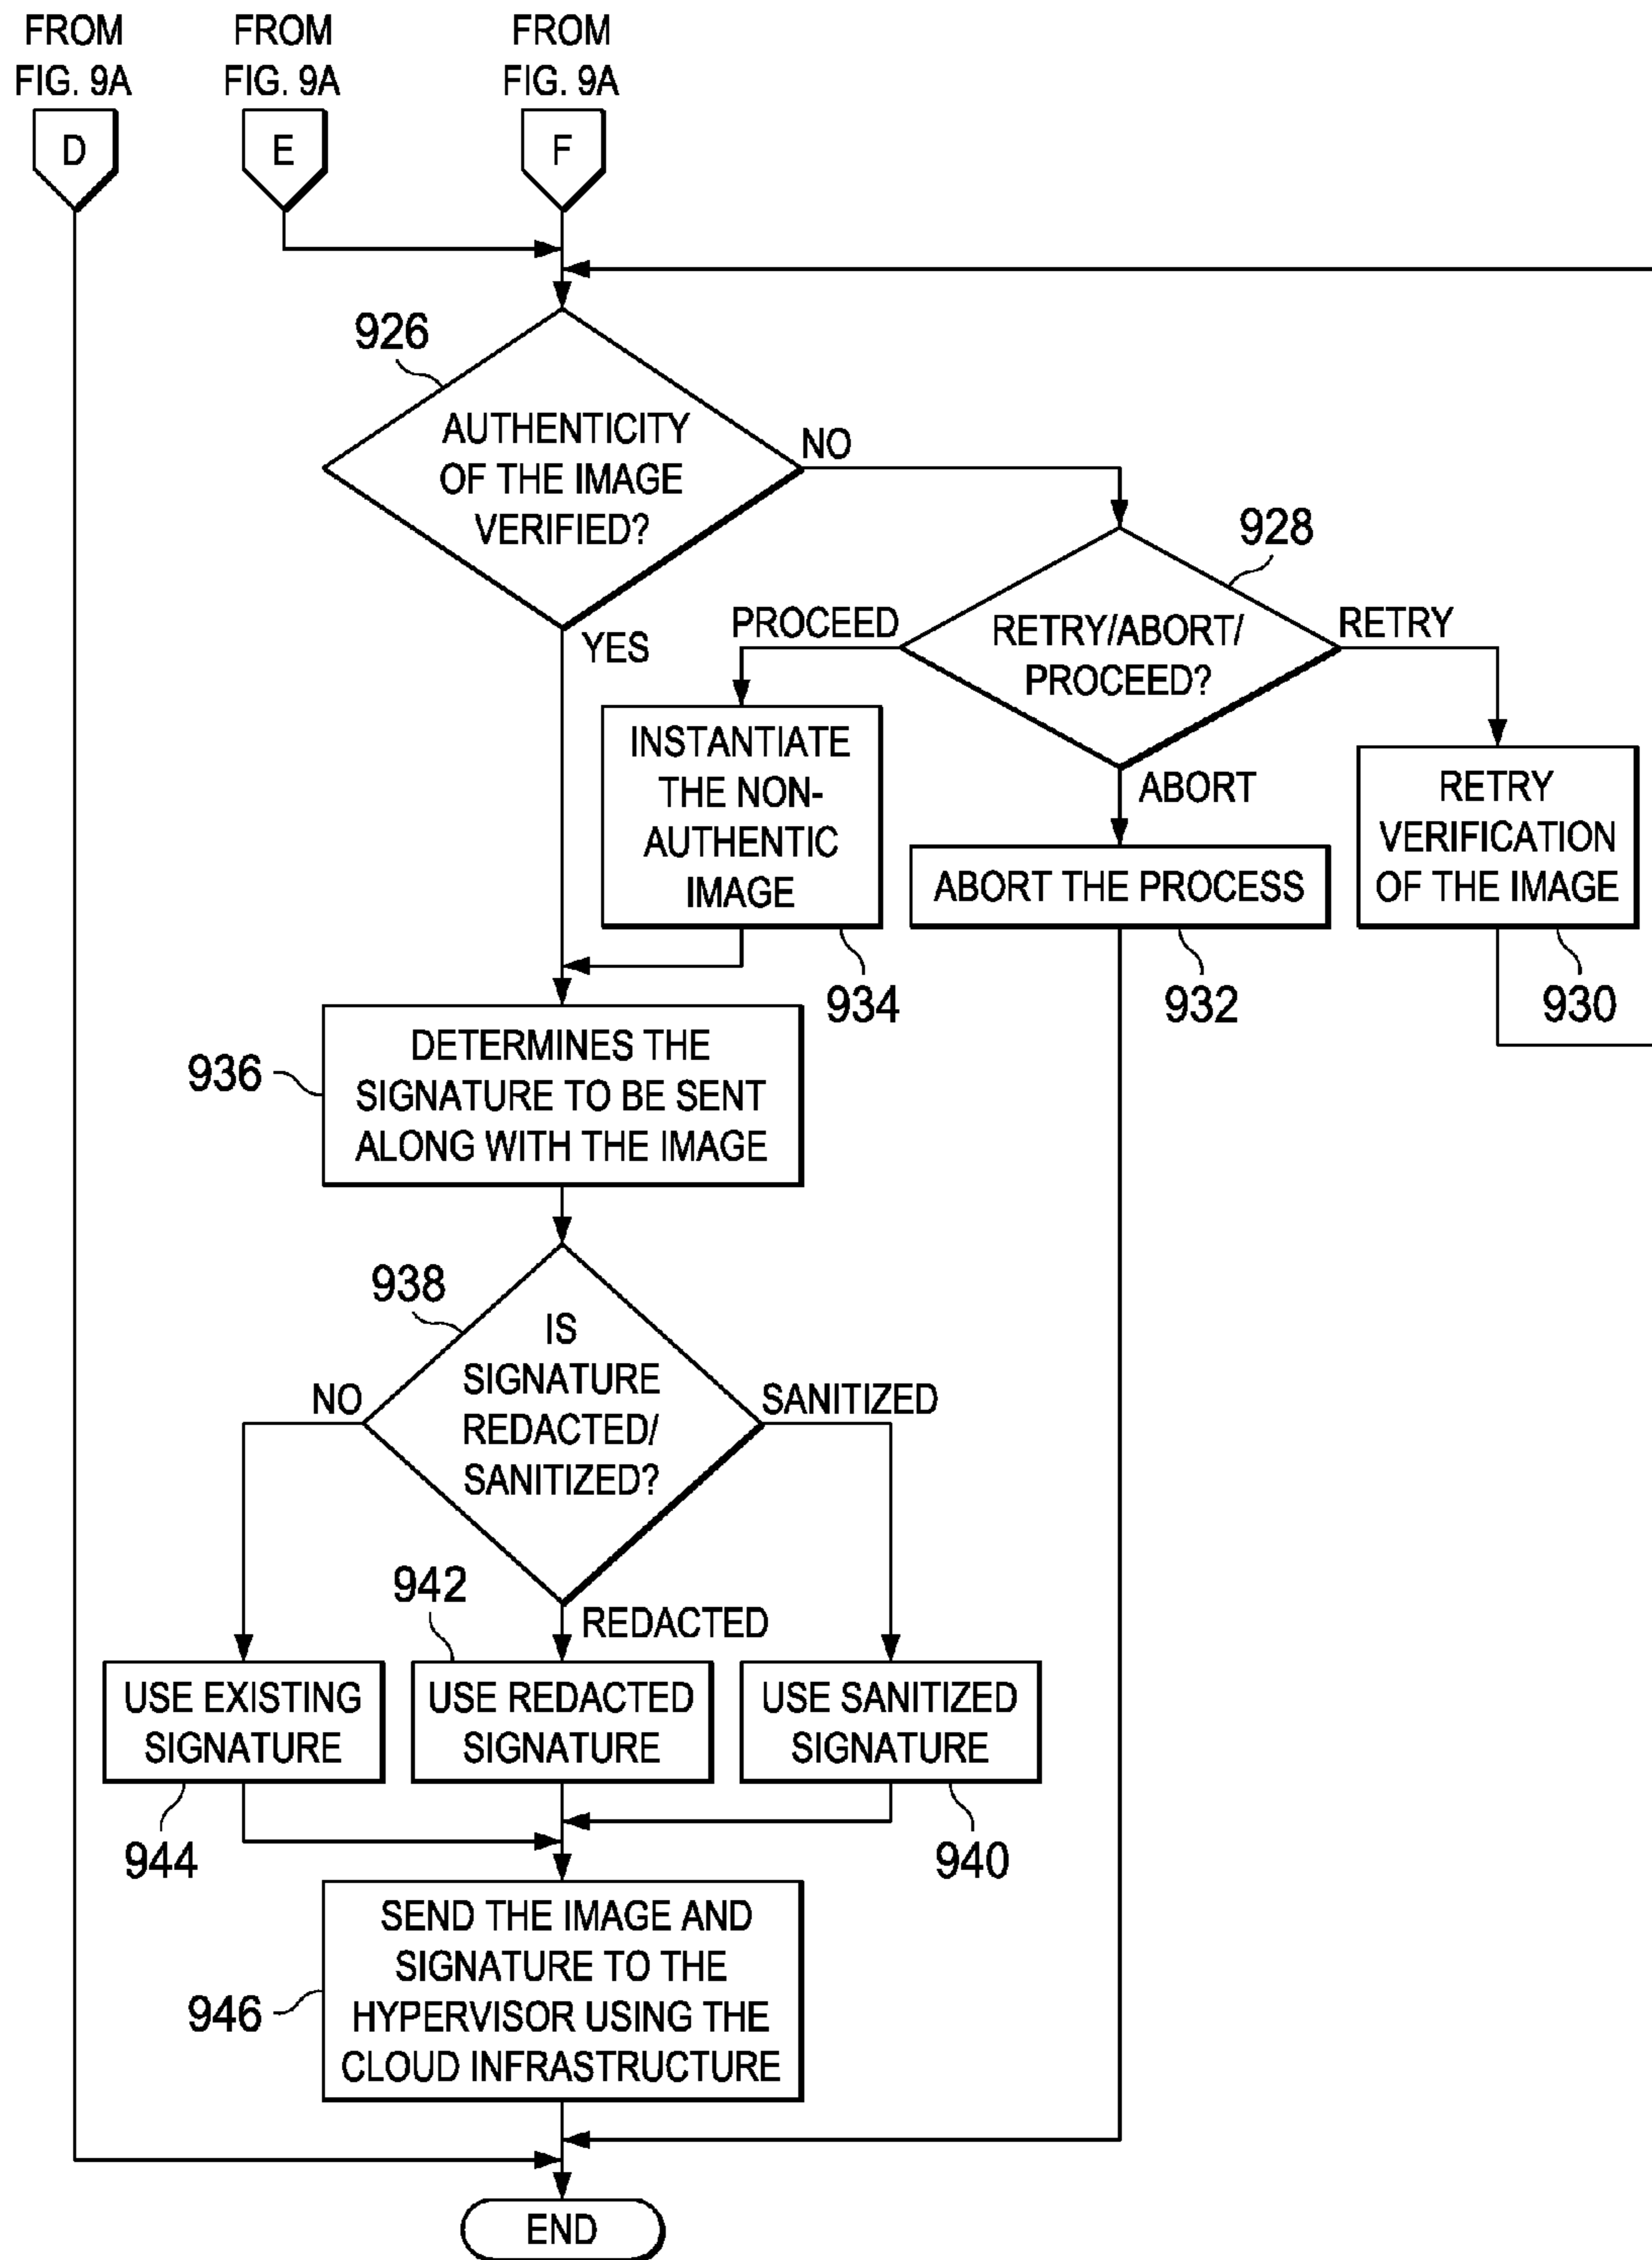 FROM
FIG. 9A
FROM
FIG. 9A
FROM
FIG. 9A
D
E
F
926
AUTHENTICITY
OF THE IMAGE
VERIFIED?
NO
YES
928
RETRY/ABORT/
PROCEED?
PROCEED
RETRY
ABORT
INSTANTIATE
THE NON-
AUTHENTIC
IMAGE
934
ABORT THE PROCESS
932
RETRY
VERIFICATION
OF THE IMAGE
930
936
DETERMINES THE
SIGNATURE TO BE SENT
ALONG WITH THE IMAGE
938
IS
SIGNATURE
REDACTED/
SANITIZED?
NO
SANITIZED
REDACTED
942
USE EXISTING
SIGNATURE
USE REDACTED
SIGNATURE
USE SANITIZED
SIGNATURE
944
940
946
SEND THE IMAGE AND
SIGNATURE TO THE
HYPERVISOR USING THE
CLOUD INFRASTRUCTURE
END